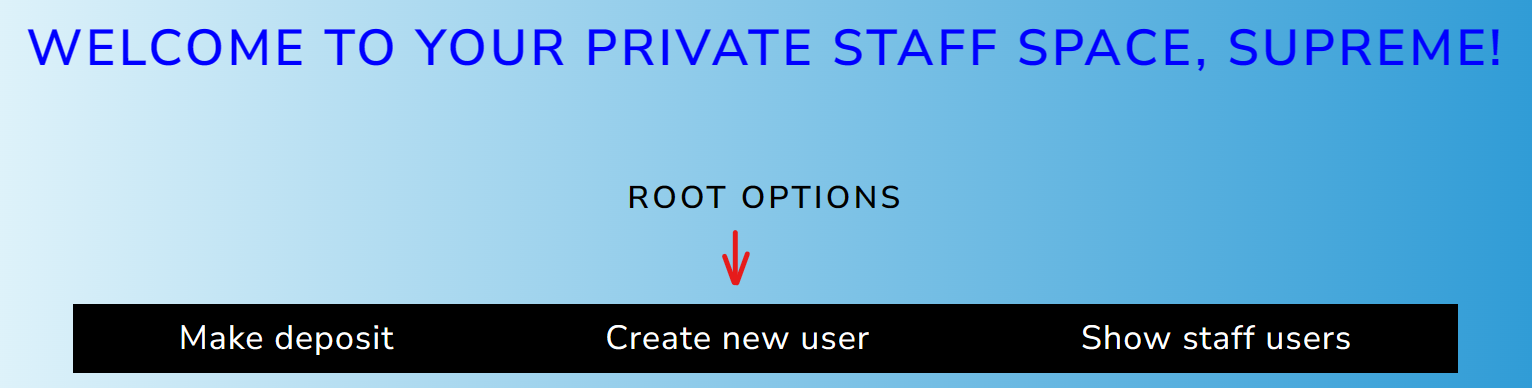 WELCOME TO YOUR PRIVATE STAFF SPACE, SUPREME!
ROOT OPTIONS
Make deposit Create new user Show staff users